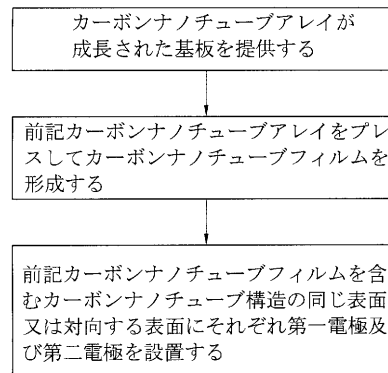 カーボンナノチューブアレイが
成長された基板を提供する
前記カーボンナノチューブアレイをプレ
スしてカーボンナノチューブフィルムを
形成する
前記カーボンナノチューブフィルムを含
むカーボンナノチューブ構造の同じ表面
又は対向する表面にそれぞれ第一電極及
び第二電極を設置する